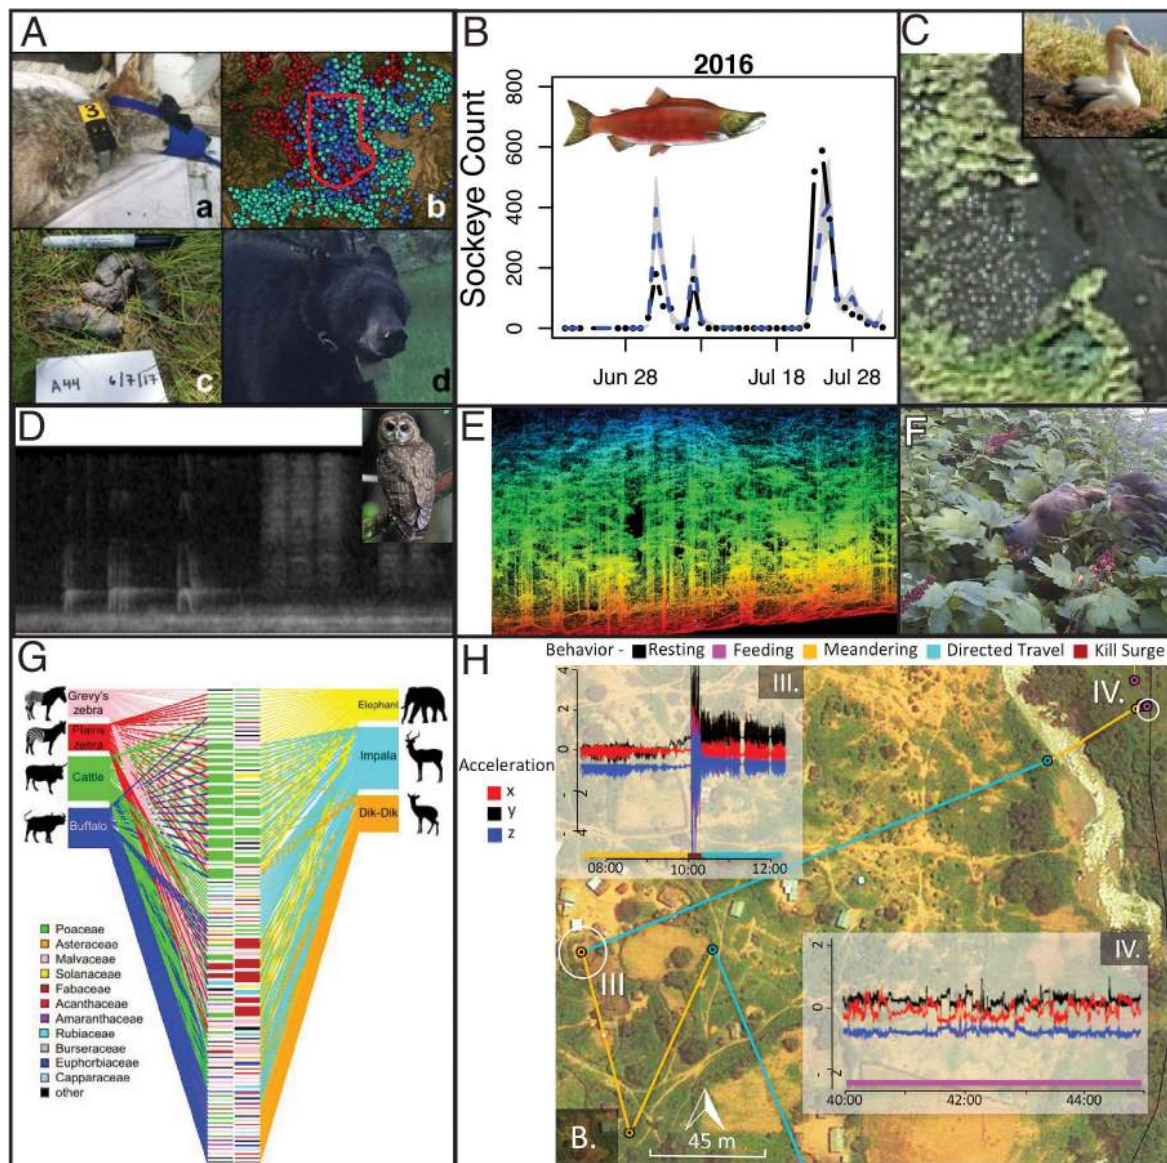 A
3
a
b
c
A44 6/7/17
d
B
2016
Sockeye Count
800
600
400
200
0
Jun 28
Jul 18
Jul 28
C
D
E
F
G
Grevy's
zebra
Plains
zebra
Cattle
Buffalo
Elephant
Impala
Dik-Dik
Poaceae
Asteraceae
Malvaceae
Solanaceae
Fabaceae
Acanthaceae
Amaranthaceae
Rubiaceae
Burseraceae
Euphorbiaceae
Capparaceae
other
H
Behavior - Resting Feeding Meandering Directed Travel Kill Surge
Acceleration
x
y
z
III.
4
2
0
-2
-4
08:00 10:00 12:00
IV.
III
IV.
2
0
-2
40:00 42:00 44:00
B.
45 m